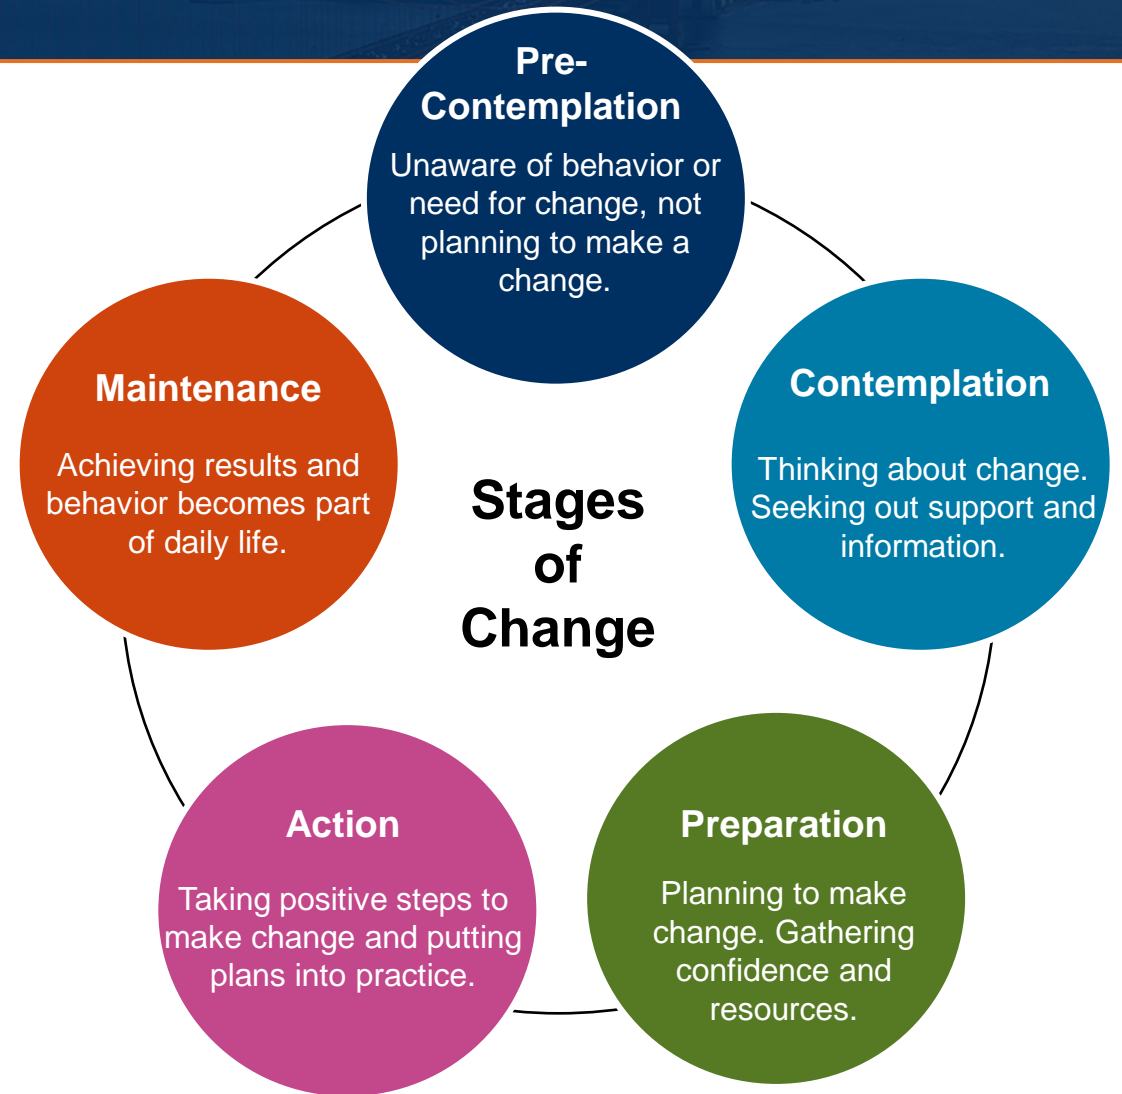 Pre-
Contemplation
Unaware of behavior or
need for change, not
planning to make a
change.
Contemplation
Thinking about change.
Seeking out support and
information.
Preparation
Planning to make
change. Gathering
confidence and
resources.
Action
Taking positive steps to
make change and putting
plans into practice.
Maintenance
Achieving results and
behavior becomes part
of daily life.
Stages
of
Change